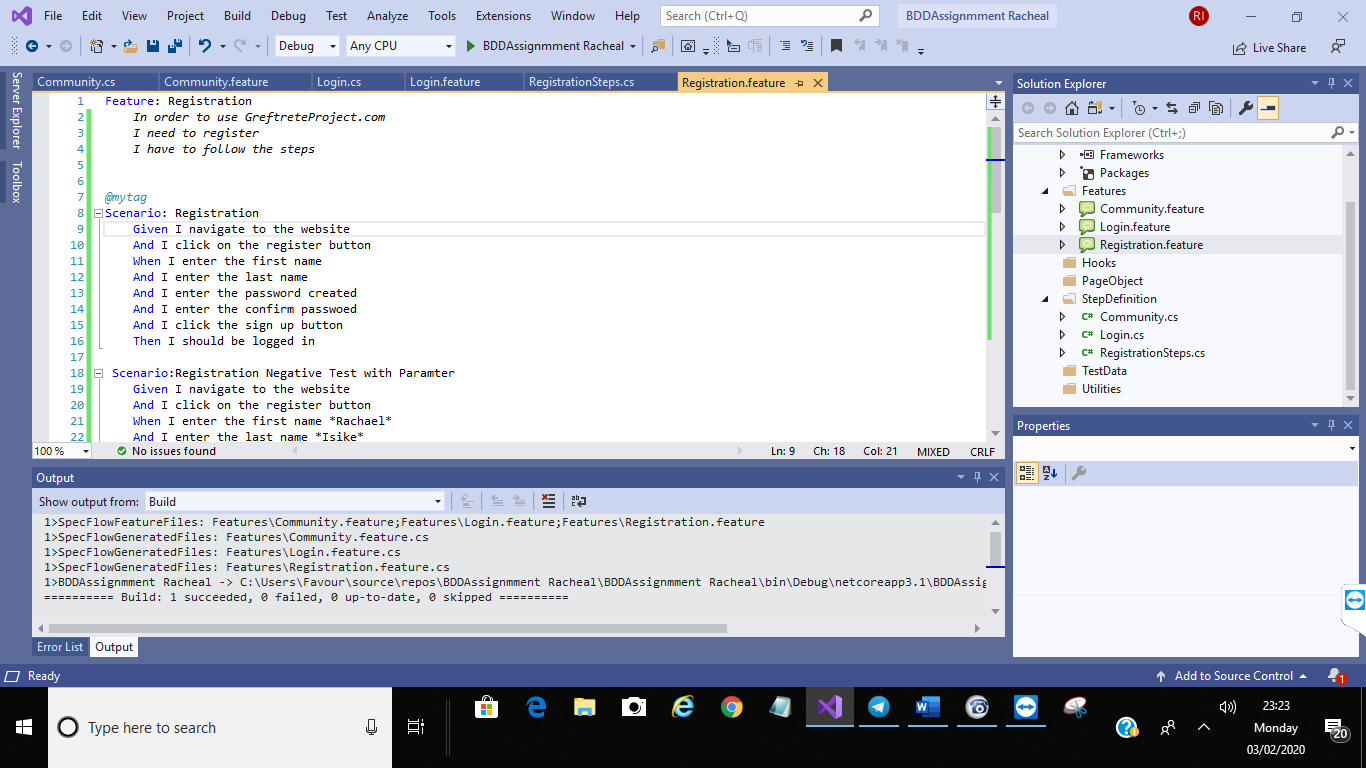 File Edit View Project Build Debug Test Analyze Tools Extensions Window Help Search (Ctrl+Q) BDDAssignmment Racheal RI
Debug Any CPU BDDAssignmment Racheal Live Share
Server Explorer
Toolbox
Community.cs Community.feature Login.cs Login.feature RegistrationSteps.cs Registration.feature
1 Feature: Registration
2 In order to use GreftreteProject.com
3 I need to register
4 I have to follow the steps
5
6
7 @mytag
8 Scenario: Registration
9 Given I navigate to the website
10 And I click on the register button
11 When I enter the first name
12 And I enter the last name
13 And I enter the password created
14 And I enter the confirm passwoed
15 And I click the sign up button
16 Then I should be logged in
17
18 Scenario:Registration Negative Test with Paramter
19 Given I navigate to the website
20 And I click on the register button
21 When I enter the first name *Rachael*
22 And I enter the last name *Isike*
100 % No issues found Ln: 9 Ch: 18 Col: 21 MIXED CRLF
Output
Show output from: Build
1>SpecFlowFeatureFiles: Features\Community.feature;Features\Login.feature;Features\Registration.feature
1>SpecFlowGeneratedFiles: Features\Community.feature.cs
1>SpecFlowGeneratedFiles: Features\Login.feature.cs
1>SpecFlowGeneratedFiles: Features\Registration.feature.cs
1>BDDAssignmment Racheal -> C:\Users\Favour\source\repos\BDDAssignmment Racheal\BDDAssignmment Racheal\bin\Debug\netcoreapp3.1\BDDAssig
========== Build: 1 succeeded, 0 failed, 0 up-to-date, 0 skipped ==========
Error List Output
Solution Explorer
Search Solution Explorer (Ctrl+;)
Frameworks
Packages
Features
Community.feature
Login.feature
Registration.feature
Hooks
PageObject
StepDefinition
C# Community.cs
C# Login.cs
C# RegistrationSteps.cs
TestData
Utilities
Properties
Ready Add to Source Control 1
Type here to search
23:23
Monday
03/02/2020
20